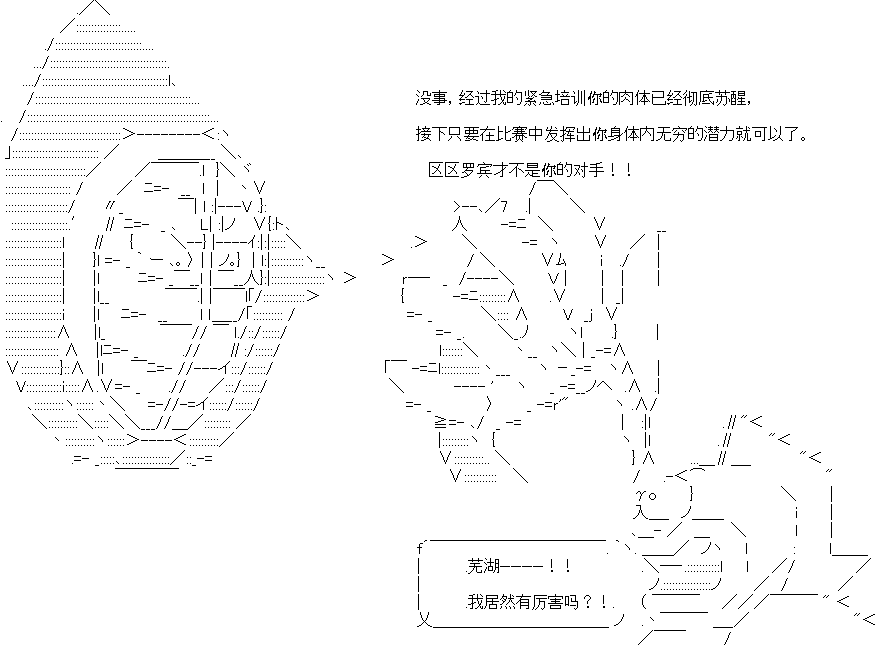 没事，经过我的紧急培训你的肉体已经彻底苏醒，
接下只要在比赛中发挥出你身体内无穷的潜力就可以了。
区区罗宾才不是你的对手！！
芜湖----！！
我居然有厉害吗？！